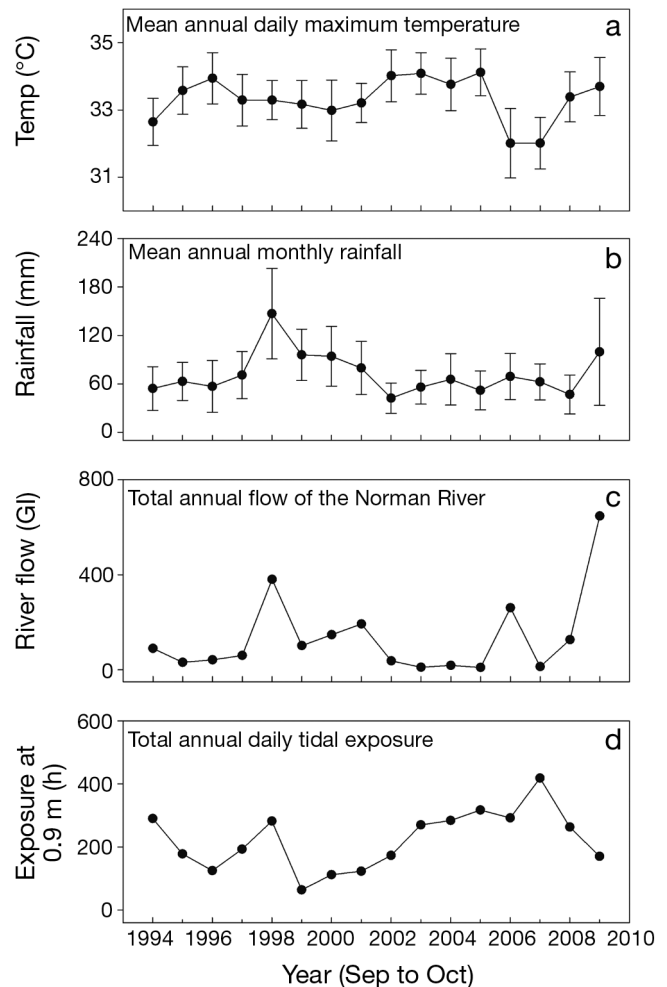 Mean annual daily maximum temperature
a
Temp (°C)
35
33
31
Mean annual monthly rainfall
b
Rainfall (mm)
240
180
120
60
0
Total annual flow of the Norman River
c
River flow (Gl)
800
400
0
Total annual daily tidal exposure
d
Exposure at
0.9 m (h)
600
400
200
0
1994 1996 1998 2000 2002 2004 2006 2008 2010
Year (Sep to Oct)